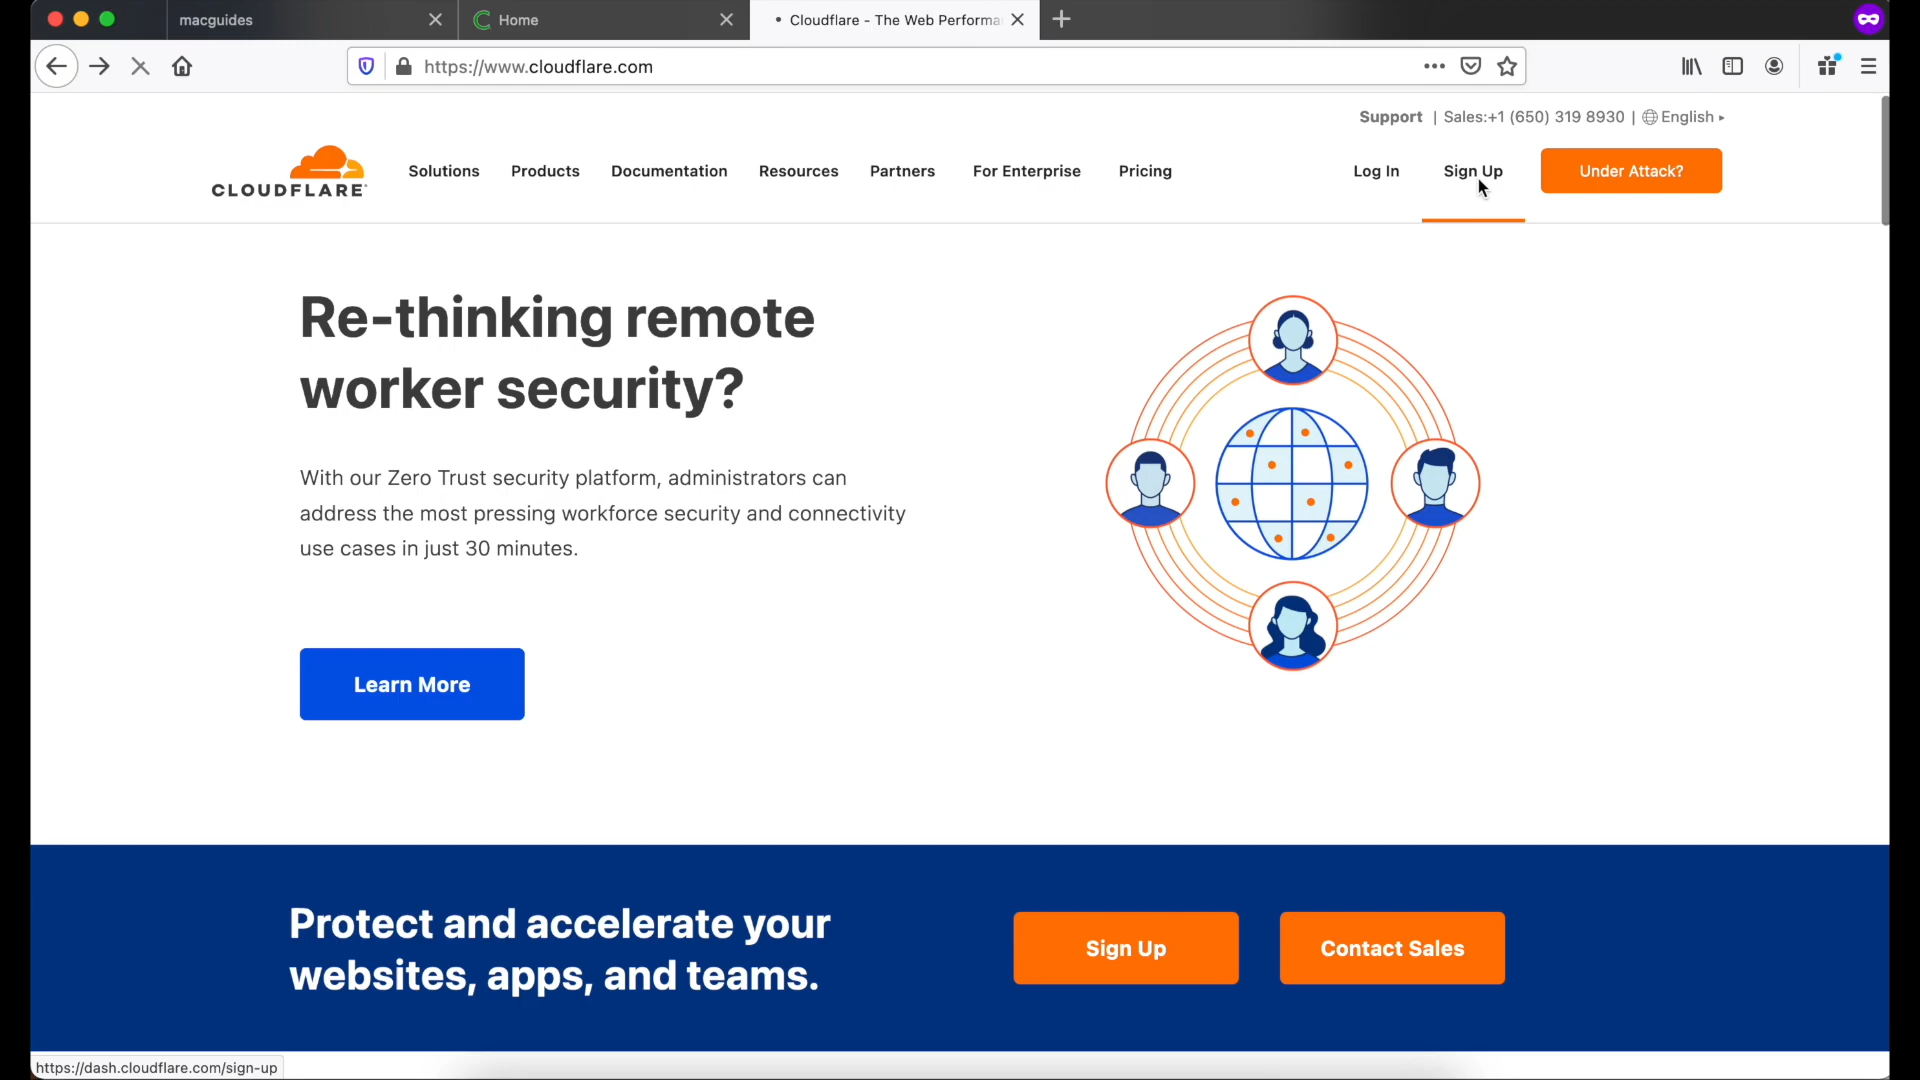 macguides
Home
Cloudflare - The Web Performa
https://www.cloudflare.com
Support | Sales:+1 (650) 319 8930 | English ▸
CLOUDFLARE
Solutions
Products
Documentation
Resources
Partners
For Enterprise
Pricing
Log In
Sign Up
Under Attack?
Re-thinking remote
worker security?
With our Zero Trust security platform, administrators can
address the most pressing workforce security and connectivity
use cases in just 30 minutes.
Learn More
Protect and accelerate your
websites, apps, and teams.
Sign Up
Contact Sales
https://dash.cloudflare.com/sign-up